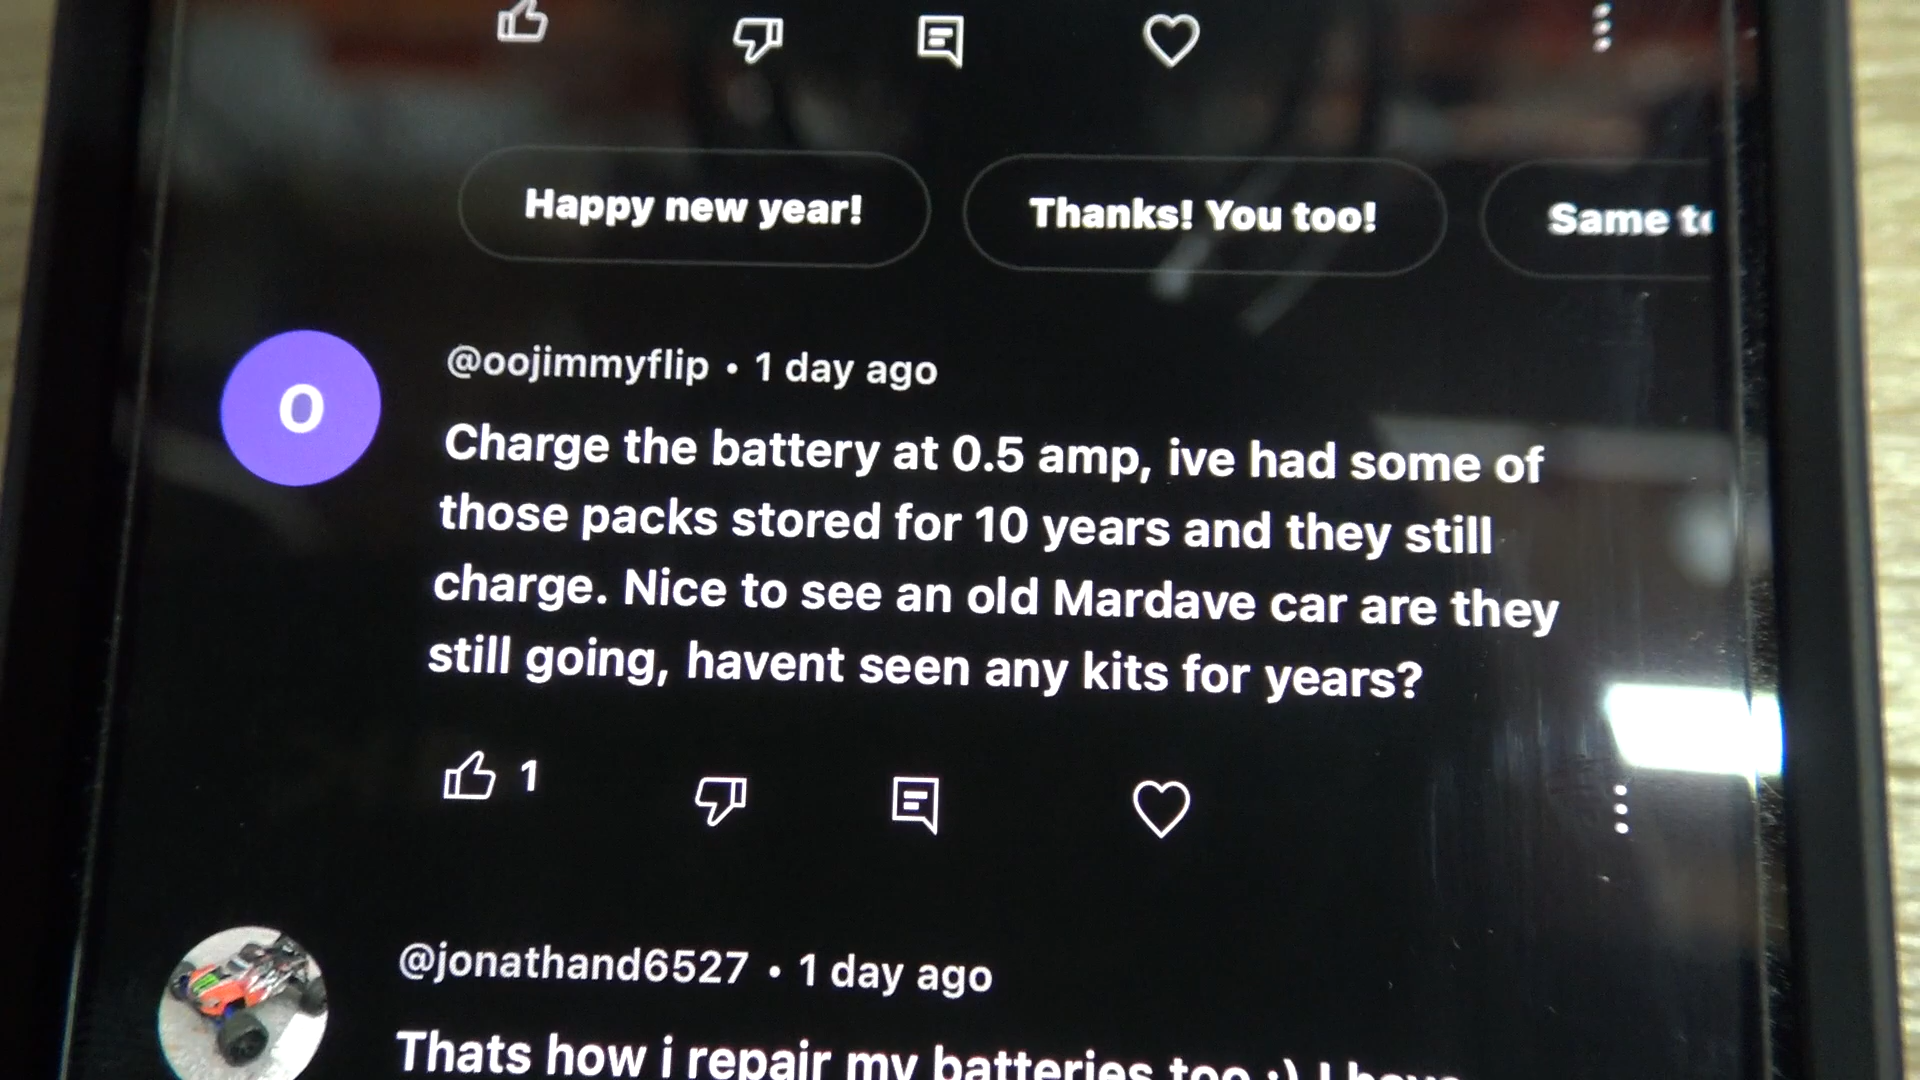 Happy new year! Thanks! You too! Same
@oojimmyflip • 1 day ago
O
Charge the battery at 0.5 amp, ive had some of
those packs stored for 10 years and they still
charge. Nice to see an old Mardave car are they
still going, havent seen any kits for years?
1
@jonathand6527 • 1 day ago
Thats how i repair my batteries too :) I have